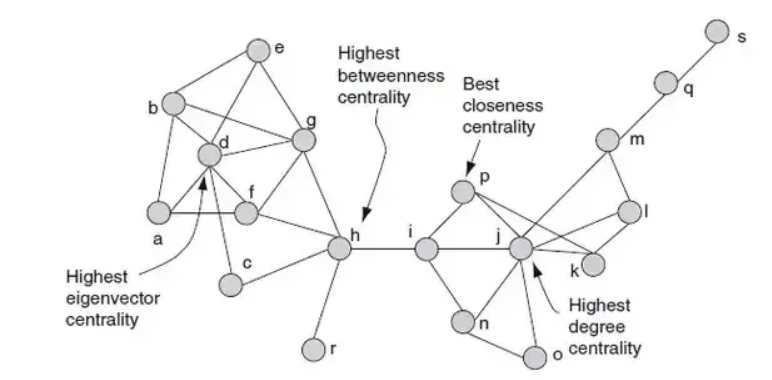 s
e
Highest
betweenness
centrality
Best
closeness
centrality
q
b
g
d
m
p
f
l
a
h
i
j
c
k
Highest
eigenvector
centrality
Highest
degree
centrality
n
r
o